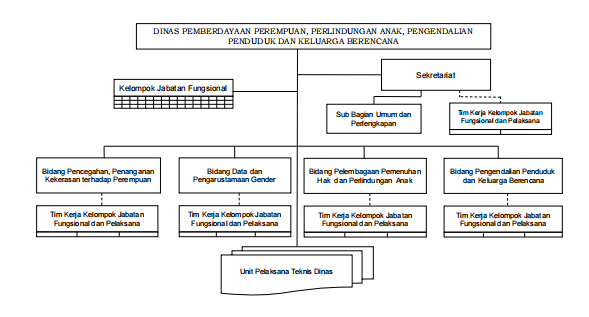 DINAS PEMBERDAYAAN PEREMPUAN, PERLINDUNGAN ANAK, PENGENDALIAN
PENDUDUK DAN KELUARGA BERENCANA
Sekretariat
Kelompok Jabatan Fungsional
Sub Bagian Umum dan
Perlengkapan
Tim Kerja Kelompok Jabatan
Fungsional dan Pelaksana
Bidang Pencegahan, Penanganan
Kekerasan terhadap Perempuan
Bidang Data dan
Pengarustamaan Gender
Bidang Pelembagaan Pemenuhan
Hak dan Perlindungan Anak
Bidang Pengendalian Penduduk
dan Keluarga Berencana
Tim Kerja Kelompok Jabatan
Fungsional dan Pelaksana
Tim Kerja Kelompok Jabatan
Fungsional dan Pelaksana
Tim Kerja Kelompok Jabatan
Fungsional dan Pelaksana
Tim Kerja Kelompok Jabatan
Fungsional dan Pelaksana
Unit Pelaksana Teknis Dinas